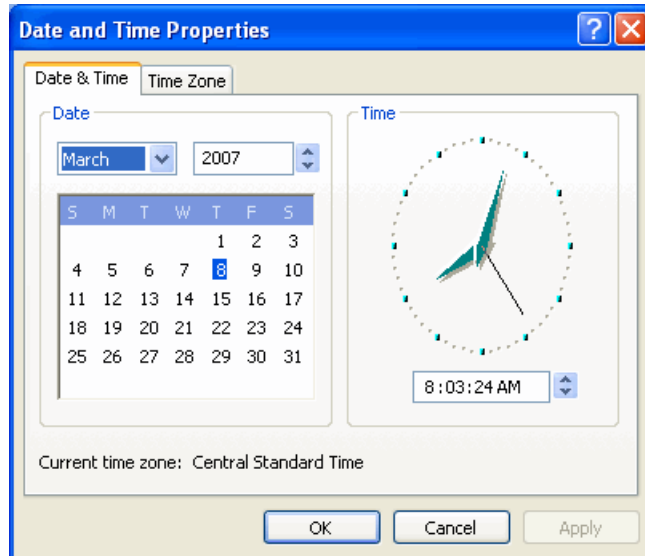 Date and Time Properties
Date & Time Time Zone
Date
March 2007
S M T W T F S
1 2 3
4 5 6 7 8 9 10
11 12 13 14 15 16 17
18 19 20 21 22 23 24
25 26 27 28 29 30 31
Time
8:03:24 AM
Current time zone: Central Standard Time
OK Cancel Apply